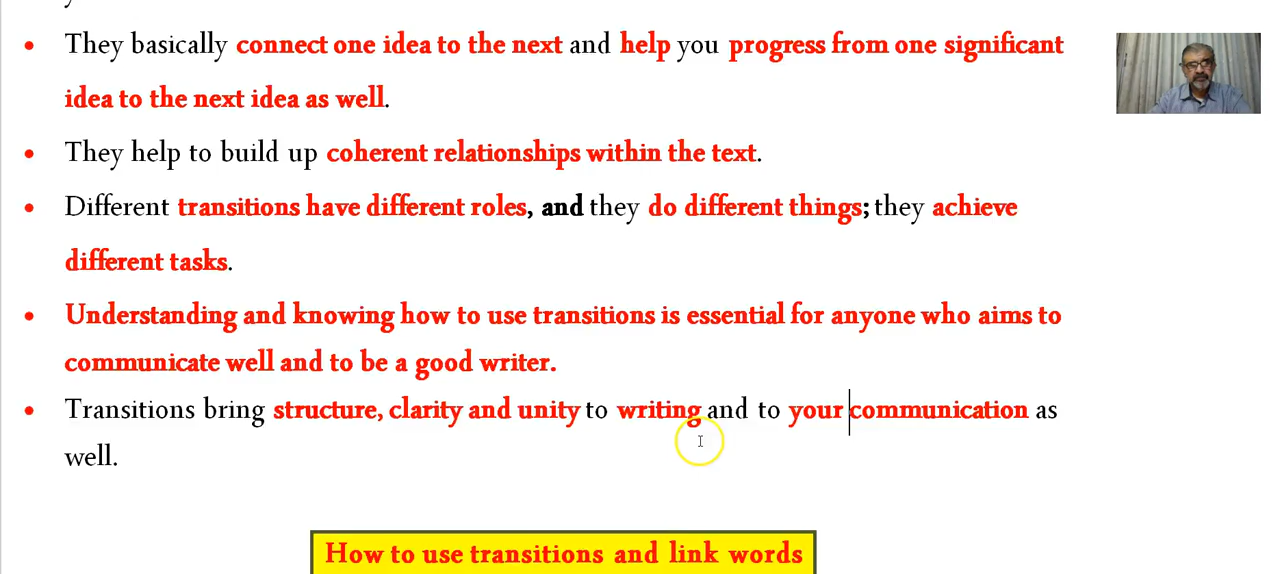 They basically connect one idea to the next and help you progress from one significant
idea to the next idea as well.
They help to build up coherent relationships within the text.
Different transitions have different roles, and they do different things; they achieve
different tasks.
Understanding and knowing how to use transitions is essential for anyone who aims to
communicate well and to be a good writer.
Transitions bring structure, clarity and unity to writing and to your communication as
well.
How to use transitions and link words